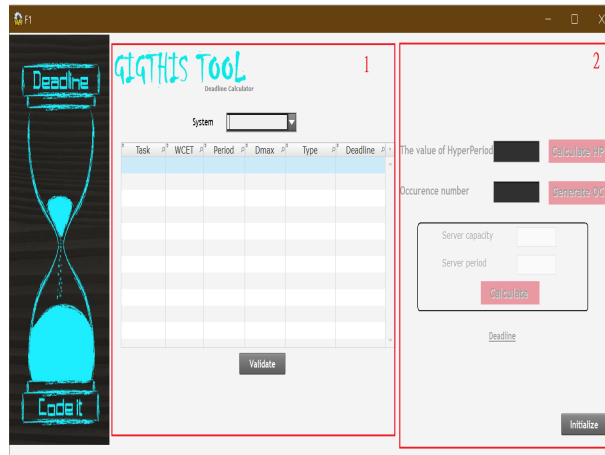 F1
Deadline
Code it
GIGTHIS TOOL
1
Deadline Calculator
System
Task WCET Period Dmax Type Deadline
Validate
2
The value of HyperPeriod
Calculate HP
Occurence number
Generate OC
Server capacity
Server period
Calculate
Deadline
Initialize